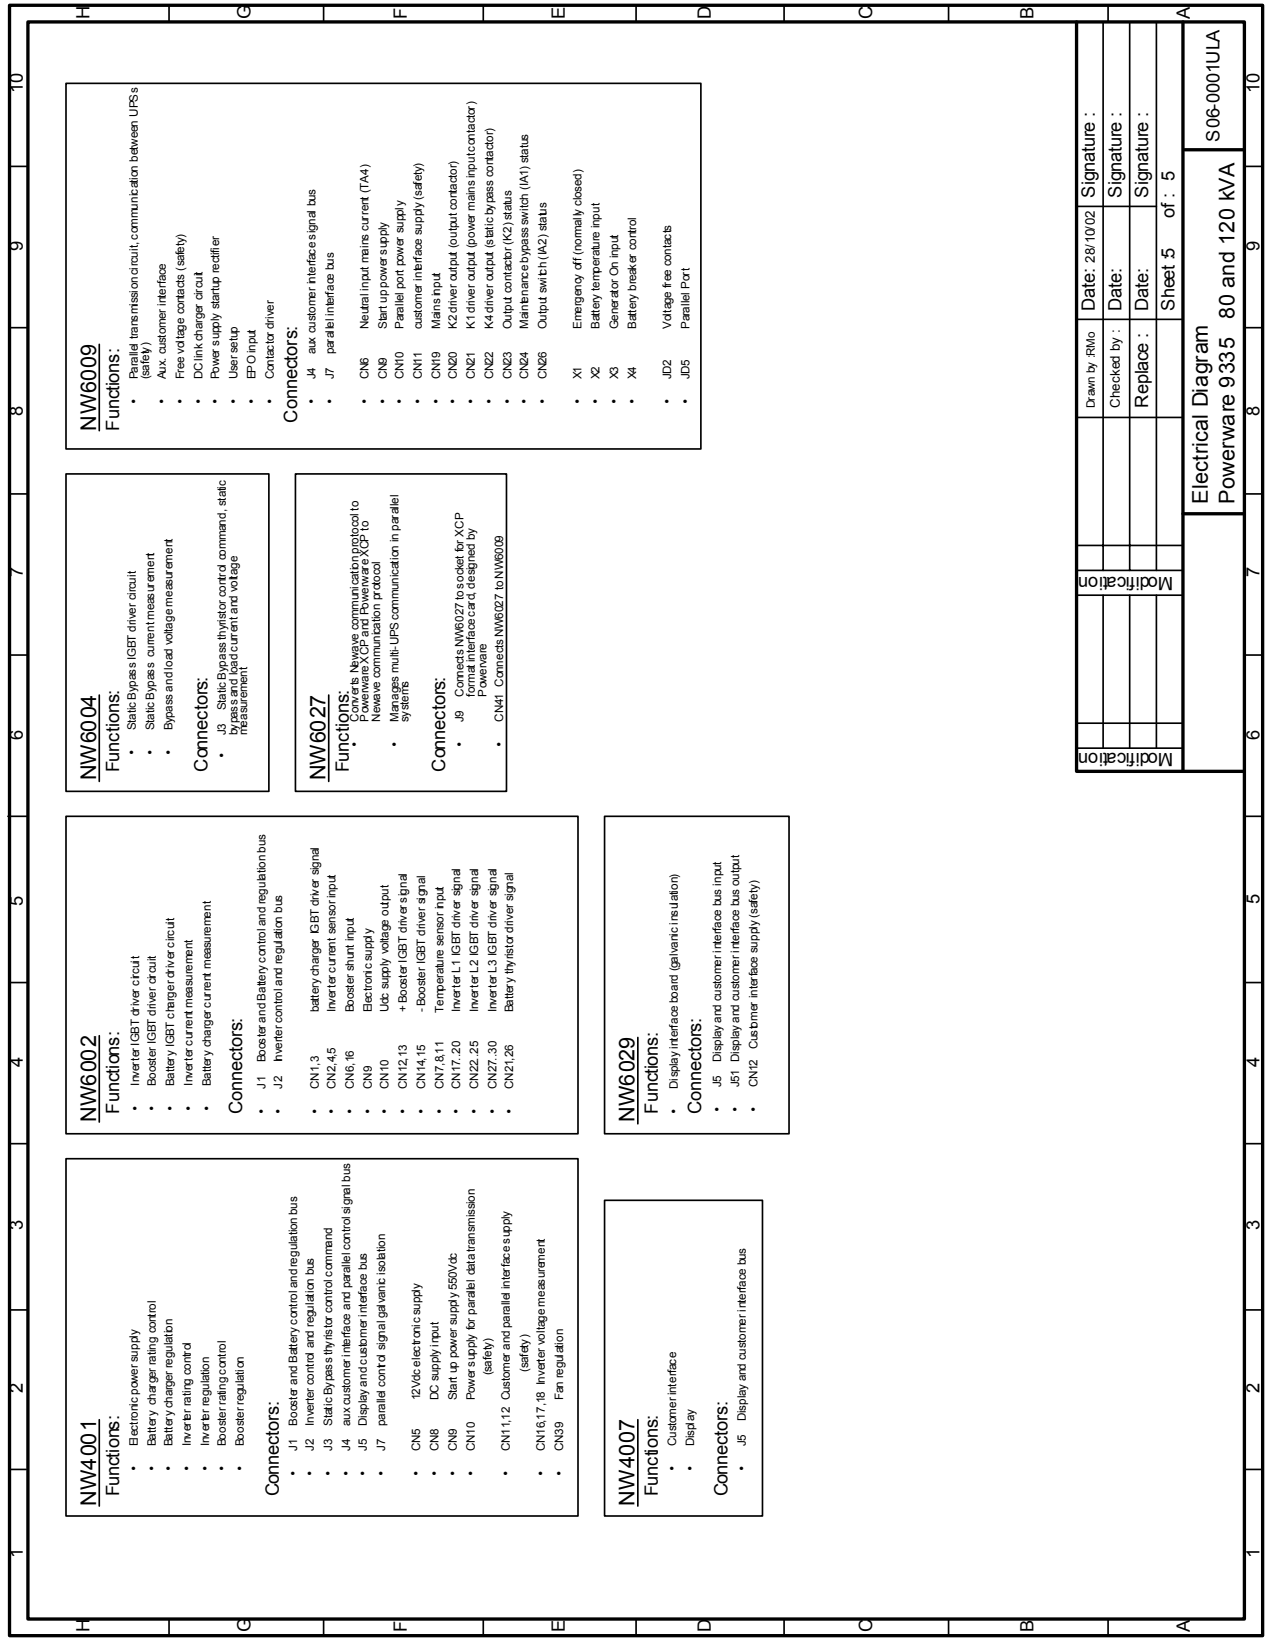 H G F E D C B A
1 2 3 4 5 6 7 8 9 10
NW4001
Functions:
• Electronic power supply
• Battery charger rating control
• Battery charger regulation
• Inverter rating control
• Inverter regulation
• Booster rating control
• Booster regulation
Connectors:
• J1 Booster and Battery control and regulation bus
• J2 Inverter control and regulation bus
• J3 Static Bypass thyristor control command
• J4 aux customer interface and parallel control signal bus
• J5 Display and customer interface bus
• J7 parallel control signal galvanic isolation
• CN5 12Vdc electronic supply
• CN8 DC supply input
• CN9 Start up power supply 550Vdc
• CN10 Power supply for parallel data transmission
(safety)
• CN11,12 Customer and parallel interface supply
(safety)
• CN16,17,18 Inverter voltage measurement
• CN39 Fan regulation
NW4007
Functions:
• Customer interface
• Display
Connectors:
• J5 Display and customer interface bus
NW6002
Functions:
• Inverter IGBT driver circuit
• Booster IGBT driver circuit
• Battery IGBT charger driver circuit
• Inverter current measurement
• Battery charger current measurement
Connectors:
• J1 Booster and Battery control and regulation bus
• J2 Inverter control and regulation bus
• CN1,3 battery charger IGBT driver signal
• CN2,4,5 Inverter current sensor input
• CN6,16 Booster shunt input
• CN9 Electronic supply
• CN10 Udc supply voltage output
• CN12,13 + Booster IGBT driver signal
• CN14,15 - Booster IGBT driver signal
• CN7,8,11 Temperature sensor input
• CN17..20 Inverter L1 IGBT driver signal
• CN22..25 Inverter L2 IGBT driver signal
• CN27..30 Inverter L3 IGBT driver signal
• CN21,26 Battery thyristor driver signal
NW6029
Functions:
• Display interface board (galvanic insulation)
Connectors:
• J5 Display and customer interface bus input
• J51 Display and customer interface bus output
• CN12 Customer interface supply (safety)
NW6004
Functions:
• Static Bypass IGBT driver circuit
• Static Bypass current measurement
• Bypass and load voltage measurement
Connectors:
• J3 Static Bypass thyristor control command, static
bypass and load current and voltage
measurement
NW6027
Functions:
• Converts Newave communication protocol to
Powerware XCP and Powerware XCP to
Newave communication protocol
• Manages multi-UPS communication in parallel
systems
Connectors:
• J9 Connects NW6027 to socket for XCP
format interface card, designed by
Powerware
• CN41 Connects NW6027 to NW6009
NW6009
Functions:
• Parallel transmission circuit, communication between UPSs
(safety)
• Aux. customer interface
• Free voltage contacts (safety)
• DC link charger circuit
• Power supply startup rectifier
• User setup
• EPO input
• Contactor driver
Connectors:
• J4 aux customer interface signal bus
• J7 parallel interface bus
• CN6 Neutral input mains current (TA4)
• CN9 Start up power supply
• CN10 Parallel port power supply
• CN11 customer interface supply (safety)
• CN19 Mains input
• CN20 K2 driver output (output contactor)
• CN21 K1 driver output (power mains input contactor)
• CN22 K4 driver output (static bypass contactor)
• CN23 Output contactor (K2) status
• CN24 Maintenance bypass switch (IA1) status
• CN26 Output switch (IA2) status
• X1 Emergency off (normally closed)
• X2 Battery temperature input
• X3 Generator On input
• X4 Battery breaker control
• JD2 Voltage free contacts
• JD5 Parallel Port
Modification
Modification
Drawn by :RMo Date: 28/10/02 Signature :
Checked by : Date: Signature :
Replace : Date: Signature :
Sheet 5 of : 5
Electrical Diagram
Powerware 9335 80 and 120 kVA
S06-0001ULA
1 2 3 4 5 6 7 8 9 10
H G F E D C B A